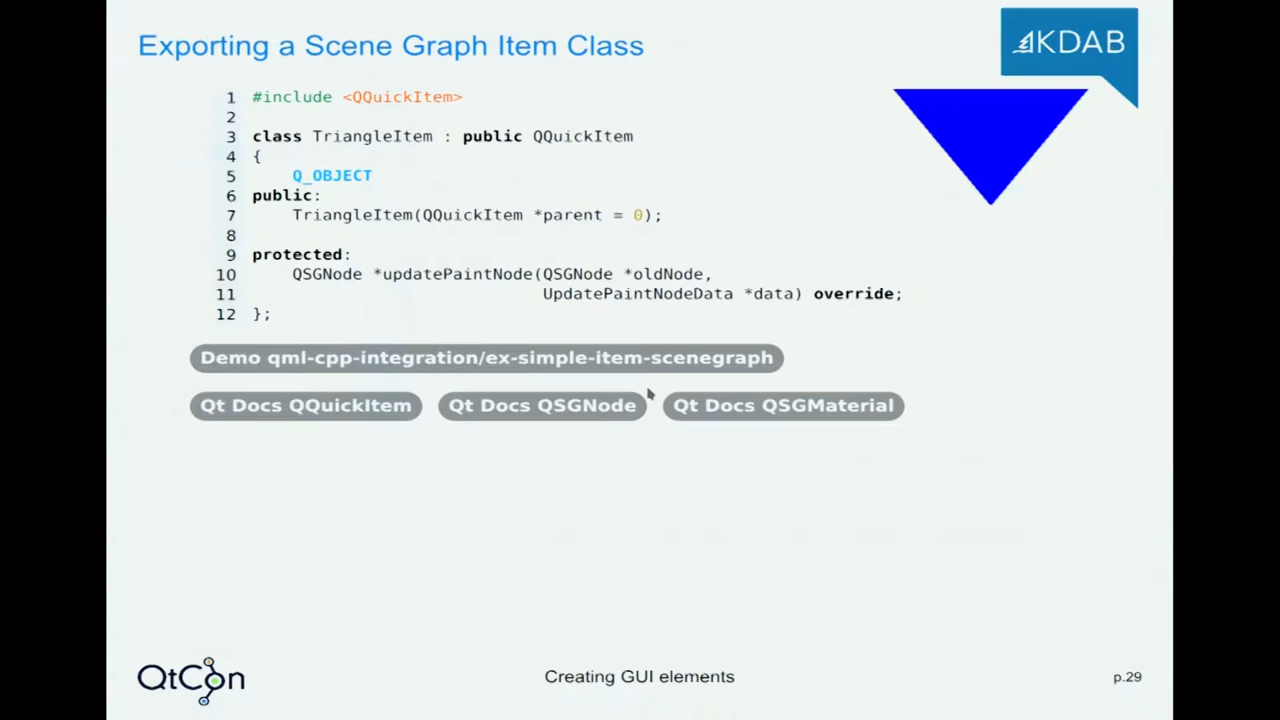 Exporting a Scene Graph Item Class
KDAB
1 #include <QQuickItem>
2
3 class TriangleItem : public QQuickItem
4 {
5     Q_OBJECT
6 public:
7     TriangleItem(QQuickItem *parent = 0);
8
9 protected:
10     QSGNode *updatePaintNode(QSGNode *oldNode,
11                              UpdatePaintNodeData *data) override;
12 };
Demo qml-cpp-integration/ex-simple-item-scenegraph
Qt Docs QQuickItem Qt Docs QSGNode Qt Docs QSGMaterial
QtCon Creating GUI elements p.29